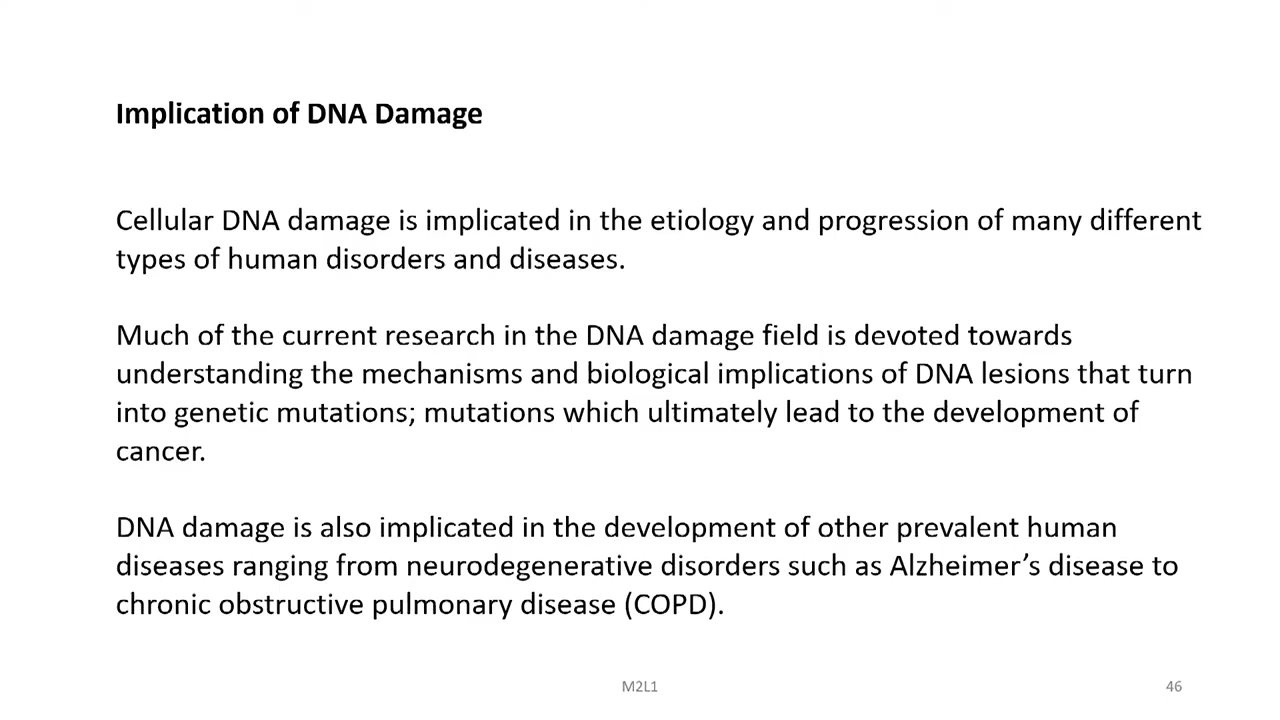 Implication of DNA Damage
Cellular DNA damage is implicated in the etiology and progression of many different
types of human disorders and diseases.
Much of the current research in the DNA damage field is devoted towards
understanding the mechanisms and biological implications of DNA lesions that turn
into genetic mutations; mutations which ultimately lead to the development of
cancer.
DNA damage is also implicated in the development of other prevalent human
diseases ranging from neurodegenerative disorders such as Alzheimer’s disease to
chronic obstructive pulmonary disease (COPD).
M2L1
46